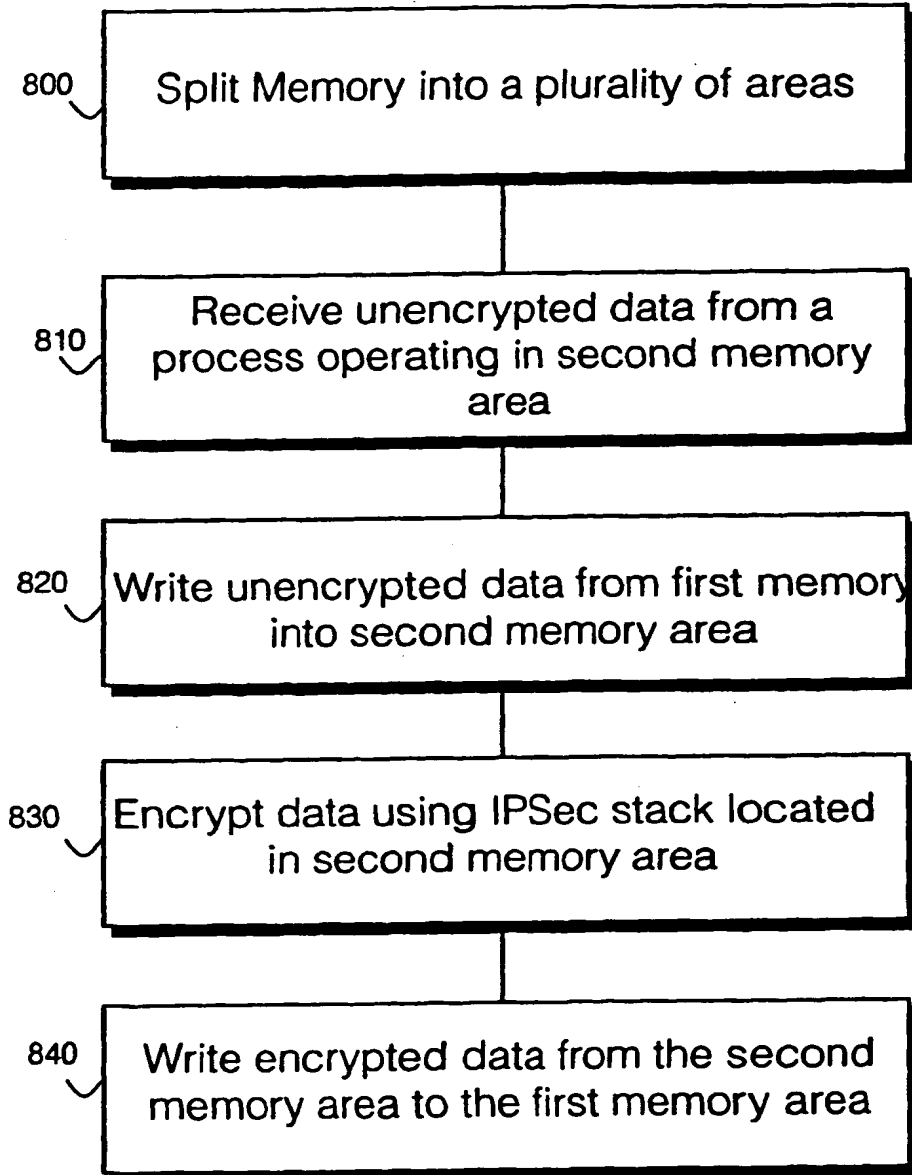 800
Split Memory into a plurality of areas
810
Receive unencrypted data from a
process operating in second memory
area
820
Write unencrypted data from first memory
into second memory area
830
Encrypt data using IPSec stack located
in second memory area
840
Write encrypted data from the second
memory area to the first memory area